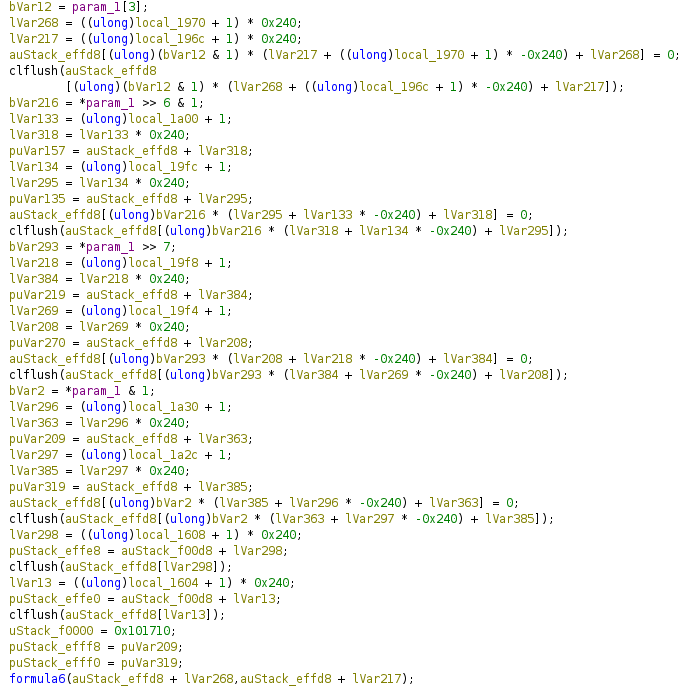 bVar12 = param_1[3];
lVar268 = ((ulong)local_1970 + 1) * 0x240;
lVar217 = ((ulong)local_196c + 1) * 0x240;
auStack_effd8[(ulong)(bVar12 & 1) * (lVar217 + ((ulong)local_1970 + 1) * -0x240) + lVar268] = 0;
clflush(auStack_effd8
[(ulong)(bVar12 & 1) * (lVar268 + ((ulong)local_196c + 1) * -0x240) + lVar217]);
bVar216 = *param_1 >> 6 & 1;
lVar133 = (ulong)local_1a00 + 1;
lVar318 = lVar133 * 0x240;
puVar157 = auStack_effd8 + lVar318;
lVar134 = (ulong)local_19fc + 1;
lVar295 = lVar134 * 0x240;
puVar135 = auStack_effd8 + lVar295;
auStack_effd8[(ulong)bVar216 * (lVar295 + lVar133 * -0x240) + lVar318] = 0;
clflush(auStack_effd8[(ulong)bVar216 * (lVar318 + lVar134 * -0x240) + lVar295]);
bVar293 = *param_1 >> 7;
lVar218 = (ulong)local_19f8 + 1;
lVar384 = lVar218 * 0x240;
puVar219 = auStack_effd8 + lVar384;
lVar269 = (ulong)local_19f4 + 1;
lVar208 = lVar269 * 0x240;
puVar270 = auStack_effd8 + lVar208;
auStack_effd8[(ulong)bVar293 * (lVar208 + lVar218 * -0x240) + lVar384] = 0;
clflush(auStack_effd8[(ulong)bVar293 * (lVar384 + lVar269 * -0x240) + lVar208]);
bVar2 = *param_1 & 1;
lVar296 = (ulong)local_1a30 + 1;
lVar363 = lVar296 * 0x240;
puVar209 = auStack_effd8 + lVar363;
lVar297 = (ulong)local_1a2c + 1;
lVar385 = lVar297 * 0x240;
puVar319 = auStack_effd8 + lVar385;
auStack_effd8[(ulong)bVar2 * (lVar385 + lVar296 * -0x240) + lVar363] = 0;
clflush(auStack_effd8[(ulong)bVar2 * (lVar363 + lVar297 * -0x240) + lVar385]);
lVar298 = ((ulong)local_1608 + 1) * 0x240;
puStack_effe8 = auStack_f00d8 + lVar298;
clflush(auStack_effd8[lVar298]);
lVar13 = ((ulong)local_1604 + 1) * 0x240;
puStack_effe0 = auStack_f00d8 + lVar13;
clflush(auStack_effd8[lVar13]);
uStack_f0000 = 0x101710;
puStack_efff8 = puVar209;
puStack_efff0 = puVar319;
formula6(auStack_effd8 + lVar268,auStack_effd8 + lVar217);